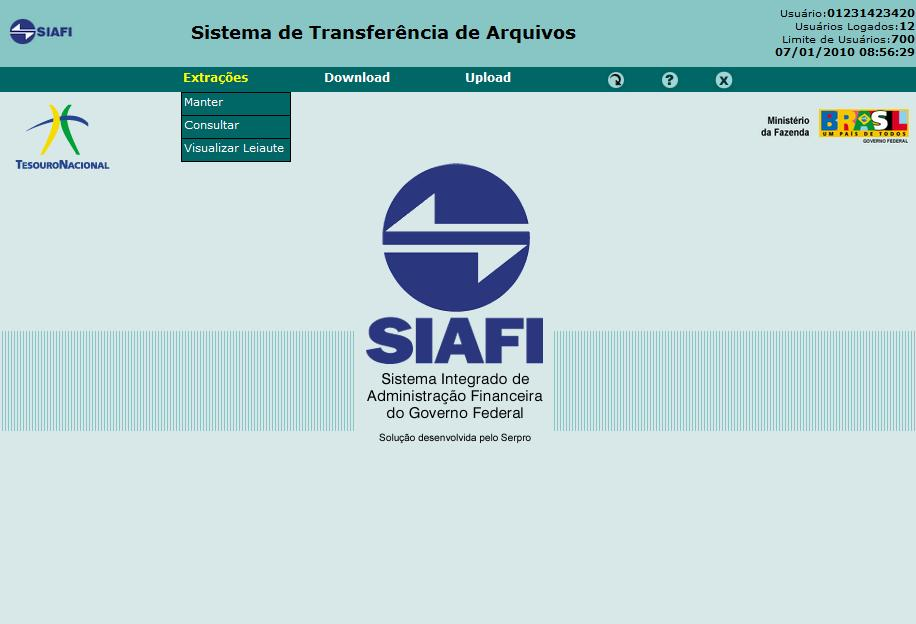 SIAFI
Sistema de Transferência de Arquivos
Usuário:01231423420
Usuários Logados:12
Limite de Usuários:700
07/01/2010 08:56:29
Extrações Download Upload ? X
Manter
Consultar
Visualizar Leiaute
TESOURONACIONAL
Ministério
da Fazenda
BRASIL
UM PAÍS DE TODOS
GOVERNO FEDERAL
SIAFI
Sistema Integrado de
Administração Financeira
do Governo Federal
Solução desenvolvida pelo Serpro